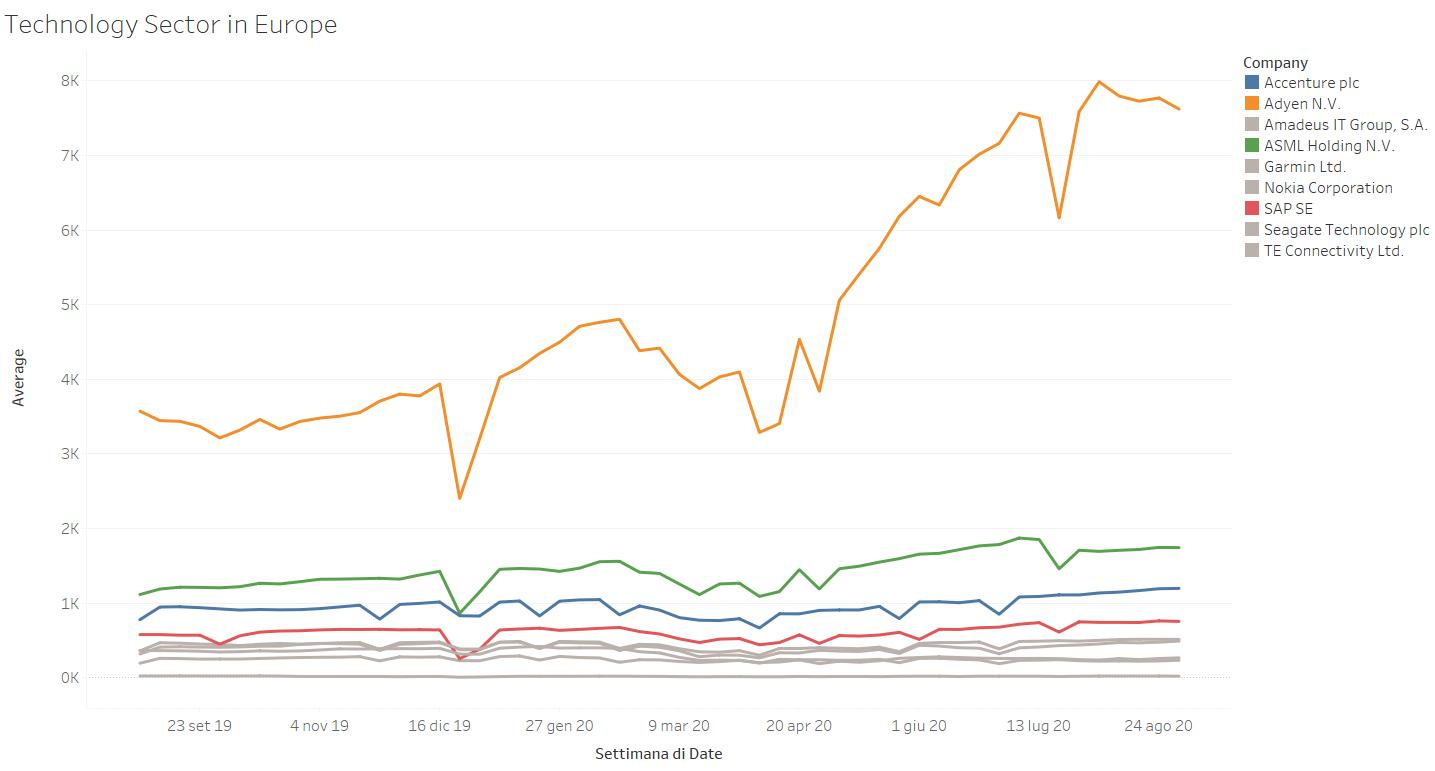 Technology Sector in Europe
Company
Accenture plc
Adyen N.V.
Amadeus IT Group, S.A.
ASML Holding N.V.
Garmin Ltd.
Nokia Corporation
SAP SE
Seagate Technology plc
TE Connectivity Ltd.
8K
7K
6K
5K
4K
3K
2K
1K
0K
Average
23 set 19 4 nov 19 16 dic 19 27 gen 20 9 mar 20 20 apr 20 1 giu 20 13 lug 20 24 ago 20
Settimana di Date